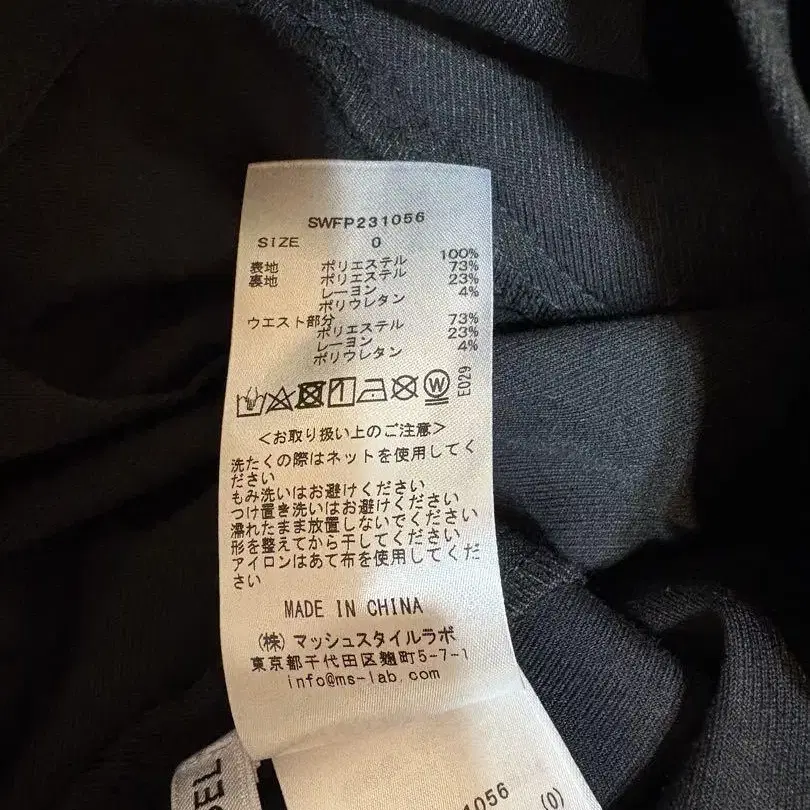 SWFP231056
SIZE 0
表地 ポリエステル 100%
裏地 ポリエステル 73%
レーヨン 23%
ポリウレタン 4%
ウエスト部分
ポリエステル 73%
レーヨン 23%
ポリウレタン 4%
W
E029
<お取り扱い上のご注意>
洗たくの際はネットを使用してく
ださい
もみ洗いはお避けください
つけ置き洗いはお避けください
濡れたまま放置しないでください
形を整えてから干してください
アイロンはあて布を使用してくだ
さい
MADE IN CHINA
(株)マッシュスタイルラボ
東京都千代田区麹町5-7-1
info@ms-lab.com
1056
(0)